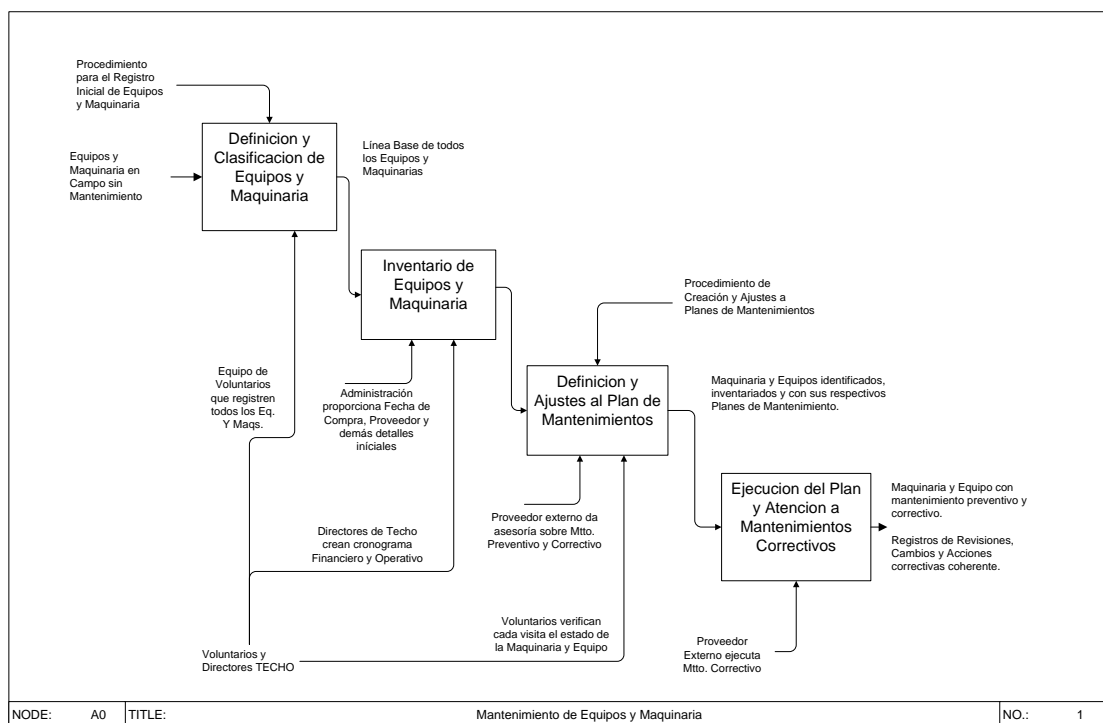 Procedimiento
para el Registro
Inicial de Equipos
y Maquinaria
Equipos y
Maquinaria en
Campo sin
Mantenimiento
Definicion y
Clasificacion de
Equipos y
Maquinaria
Línea Base de todos
los Equipos y
Maquinarias
Inventario de
Equipos y
Maquinaria
Procedimiento de
Creación y Ajustes a
Planes de Mantenimientos
Equipo de
Voluntarios
que registren
todos los Eq.
Y Maqs.
Administración
proporciona Fecha de
Compra, Proveedor y
demás detalles
iníciales
Definicion y
Ajustes al Plan de
Mantenimientos
Maquinaria y Equipos identificados,
inventariados y con sus respectivos
Planes de Mantenimiento.
Directores de Techo
crean cronograma
Financiero y Operativo
Proveedor externo da
asesoría sobre Mtto.
Preventivo y Correctivo
Ejecucion del Plan
y Atencion a
Mantenimientos
Correctivos
Maquinaria y Equipo con
mantenimiento preventivo y
correctivo.
Registros de Revisiones,
Cambios y Acciones
correctivas coherente.
Voluntarios y
Directores TECHO
Voluntarios verifican
cada visita el estado de
la Maquinaria y Equipo
Proveedor
Externo ejecuta
Mtto. Correctivo
NODE: A0 TITLE: Mantenimiento de Equipos y Maquinaria NO.: 1